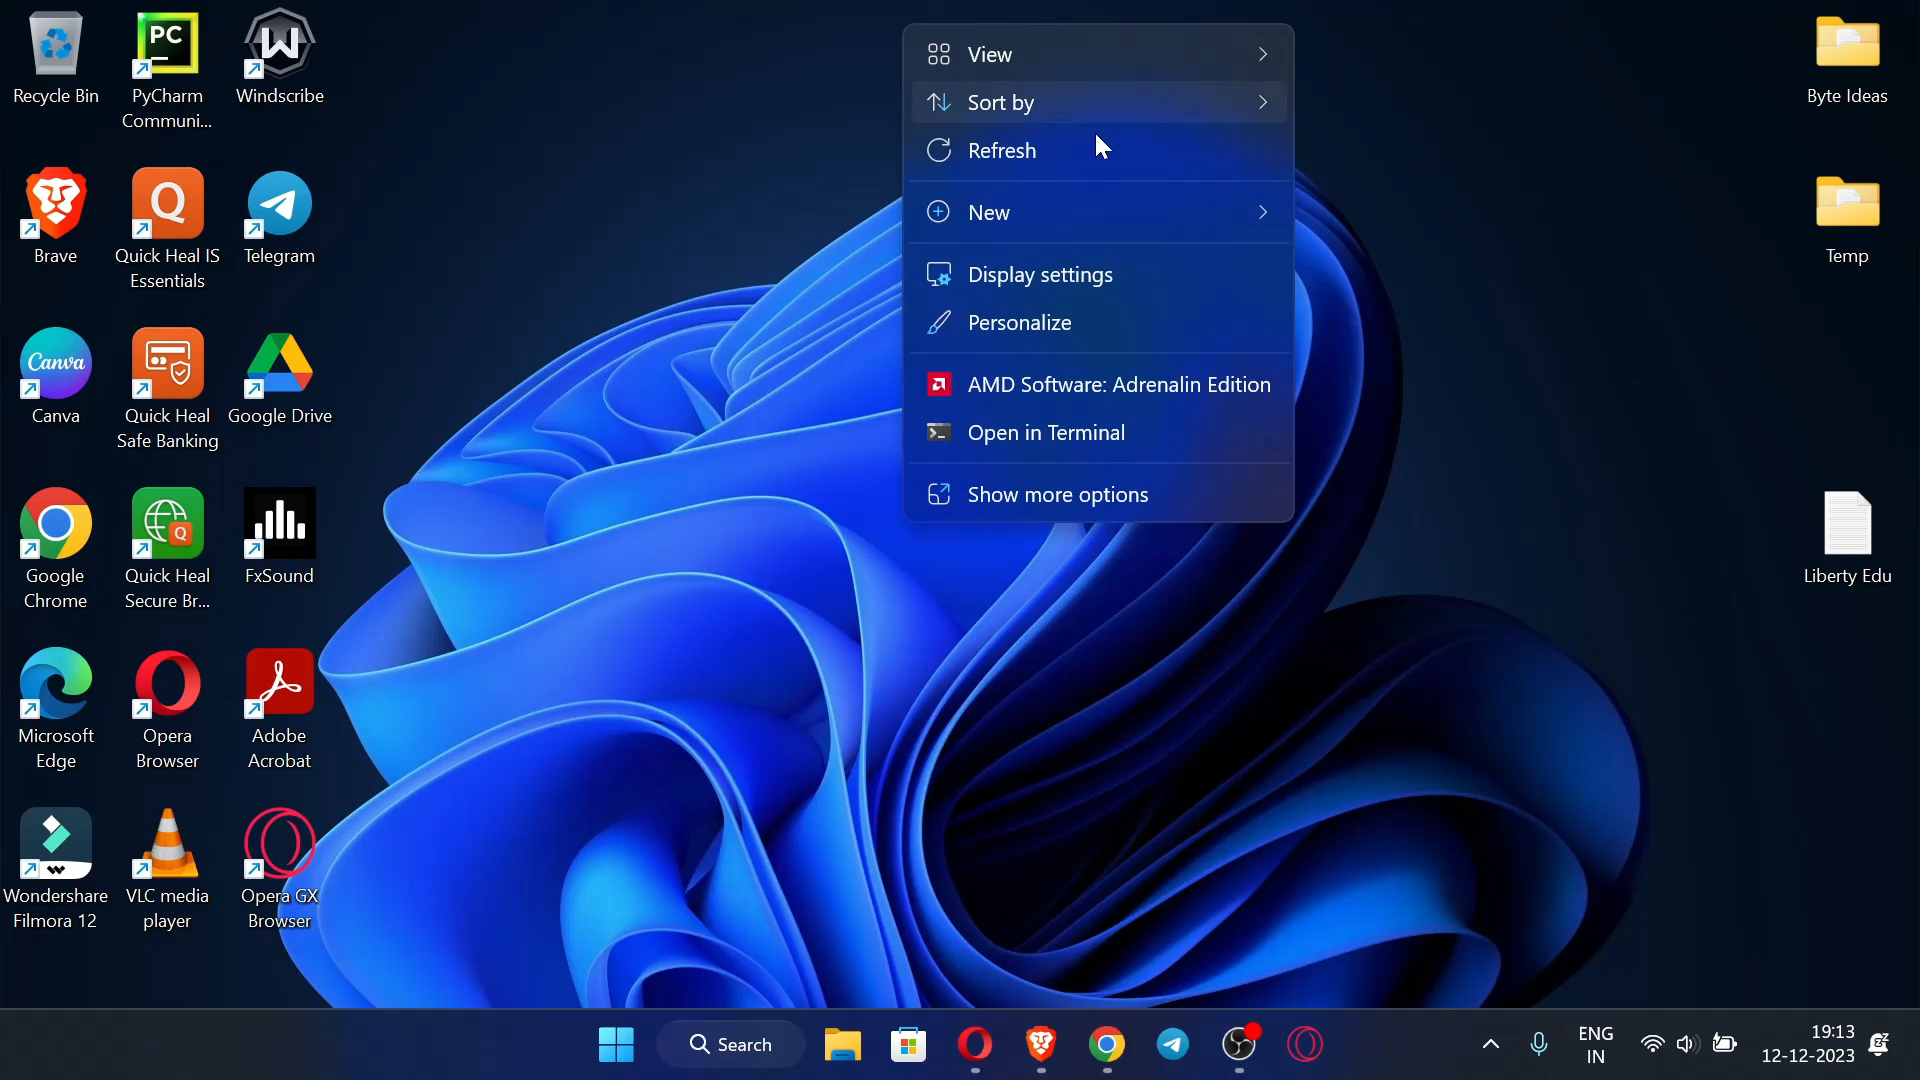 Recycle Bin
PC
PyCharm
Communi...
Windscribe
Brave
Quick Heal IS
Essentials
Telegram
Canva
Canva
Quick Heal
Safe Banking
Google Drive
Google
Chrome
Quick Heal
Secure Br...
FxSound
Microsoft
Edge
Opera
Browser
Adobe
Acrobat
Wondershare
Filmora 12
VLC media
player
Opera GX
Browser
View
Sort by
Refresh
New
Display settings
Personalize
AMD Software: Adrenalin Edition
Open in Terminal
Show more options
Byte Ideas
Temp
Liberty Edu
Search
ENG
IN
19:13
12-12-2023